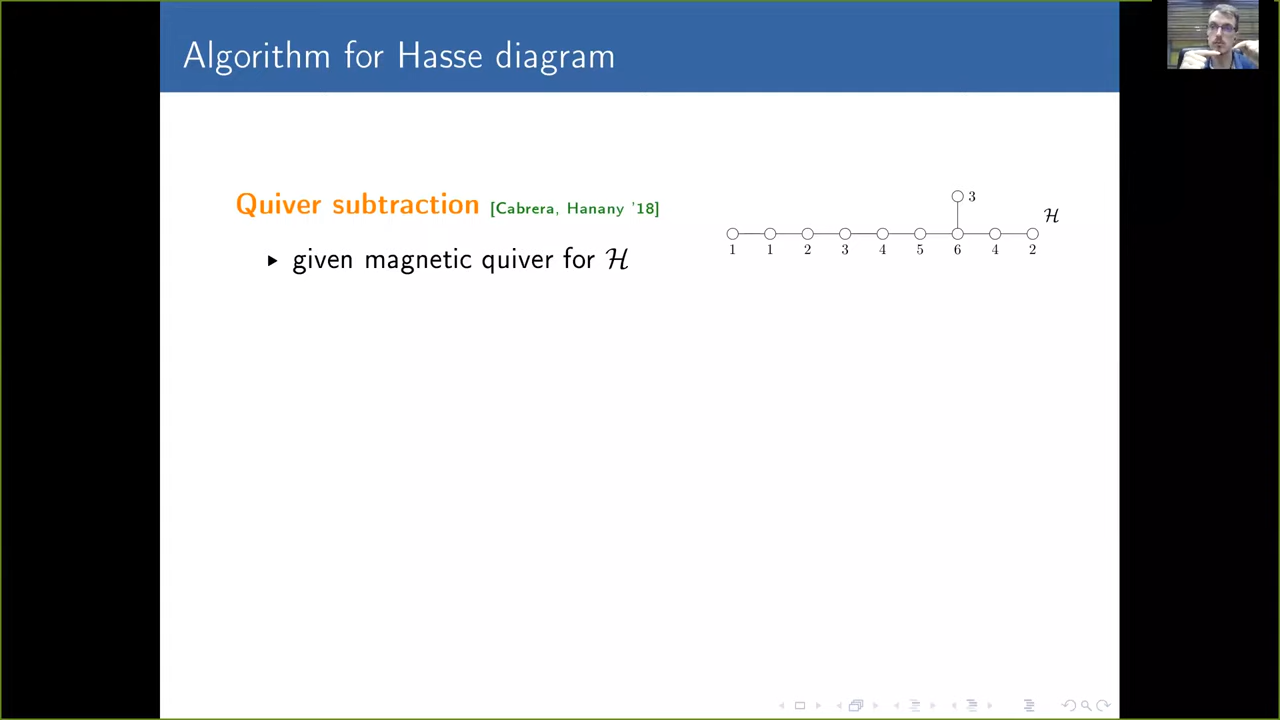 Algorithm for Hasse diagram
Quiver subtraction [Cabrera, Hanany '18]
▸ given magnetic quiver for ℋ
3
ℋ
1 1 2 3 4 5 6 4 2